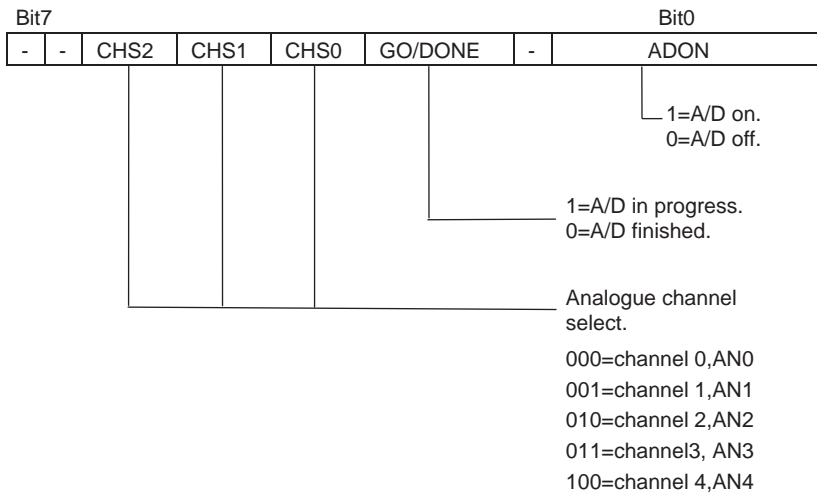 Bit7 Bit0
- - CHS2 CHS1 CHS0 GO/DONE - ADON
1=A/D on.
0=A/D off.
1=A/D in progress.
0=A/D finished.
Analogue channel
select.
000=channel 0,AN0
001=channel 1,AN1
010=channel 2,AN2
011=channel3, AN3
100=channel 4,AN4